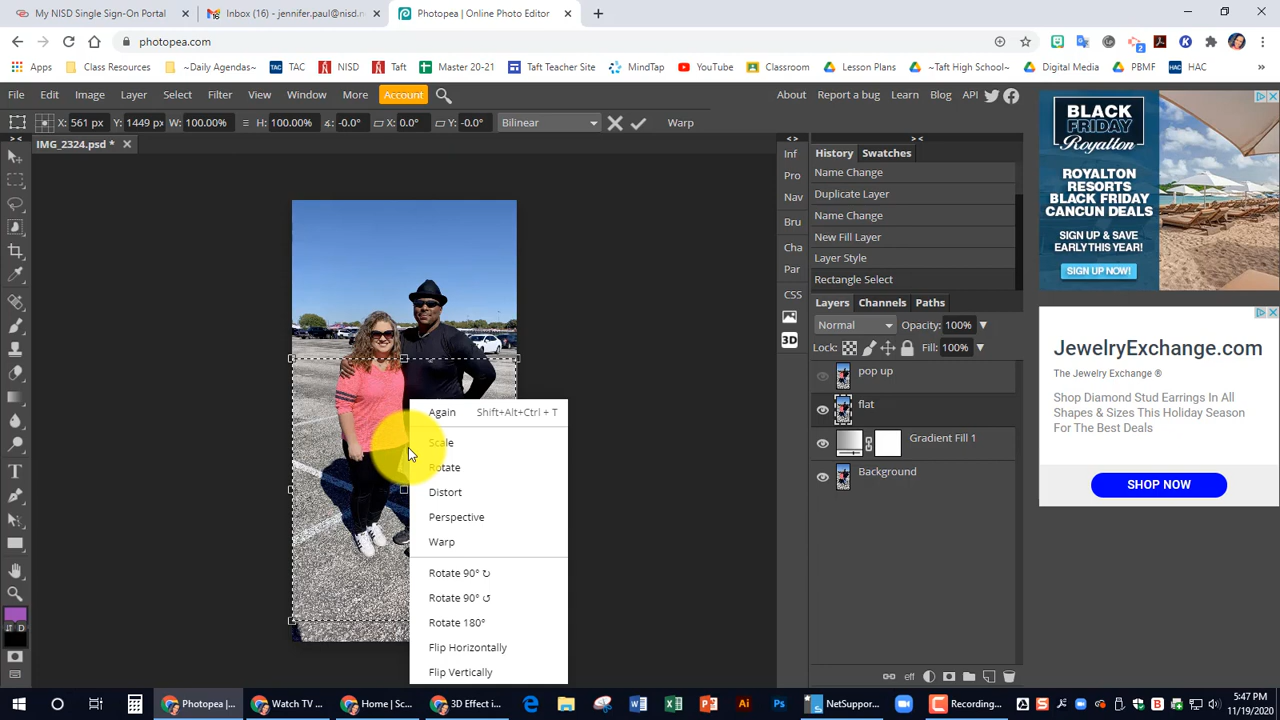 My NISD Single Sign-On Portal
Inbox (16) - jennifer.paul@nisd.n
Photopea | Online Photo Editor
photopea.com
2
Apps
Class Resources
~Daily Agendas~
TAC
NISD
Taft
Master 20-21
Taft Teacher Site
MindTap
YouTube
Classroom
Lesson Plans
~Taft High School~
Digital Media
PBMF
HAC
File Edit Image Layer Select Filter View Window More Account
About Report a bug Learn Blog API
X: 561 px Y: 1449 px W: 100.00% H: 100.00% ∡: -0.0° X: 0.0° Y: -0.0° Bilinear Warp
IMG_2324.psd *
Inf
Pro
Nav
Bru
Cha
Par
CSS
3D
History Swatches
Name Change
Duplicate Layer
Name Change
New Fill Layer
Layer Style
Rectangle Select
Layers Channels Paths
Normal Opacity: 100%
Lock: Fill: 100%
pop up
flat
Gradient Fill 1
Background
eff
Again Shift+Alt+Ctrl + T
Scale
Rotate
Distort
Perspective
Warp
Rotate 90° ↻
Rotate 90° ↺
Rotate 180°
Flip Horizontally
Flip Vertically
D
BLACK
FRIDAY
Royalton
ROYALTON
RESORTS
BLACK FRIDAY
CANCUN DEALS
SIGN UP & SAVE
EARLY THIS YEAR!
SIGN UP NOW!
JewelryExchange.com
The Jewelry Exchange ®
Shop Diamond Stud Earrings In All
Shapes & Sizes This Holiday Season
For The Best Deals
SHOP NOW
Photopea |...
Watch TV ...
Home | Sc...
3D Effect i...
NetSuppor...
Recording...
5:47 PM
11/19/2020